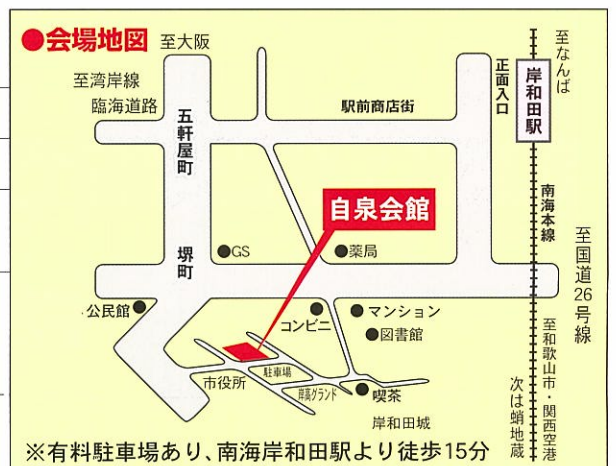 ●会場地図
至大阪
至なんば
至湾岸線
臨海道路
駅前商店街
正面入口
岸和田駅
五軒屋町
自泉会館
南海本線
至国道26号線
堺町
GS
薬局
公民館
コンビニ
マンション
図書館
至和歌山市・関西空港
市役所
駐車場
岸高グランド
喫茶
次は蛸地蔵
岸和田城
※有料駐車場あり、南海岸和田駅より徒歩15分